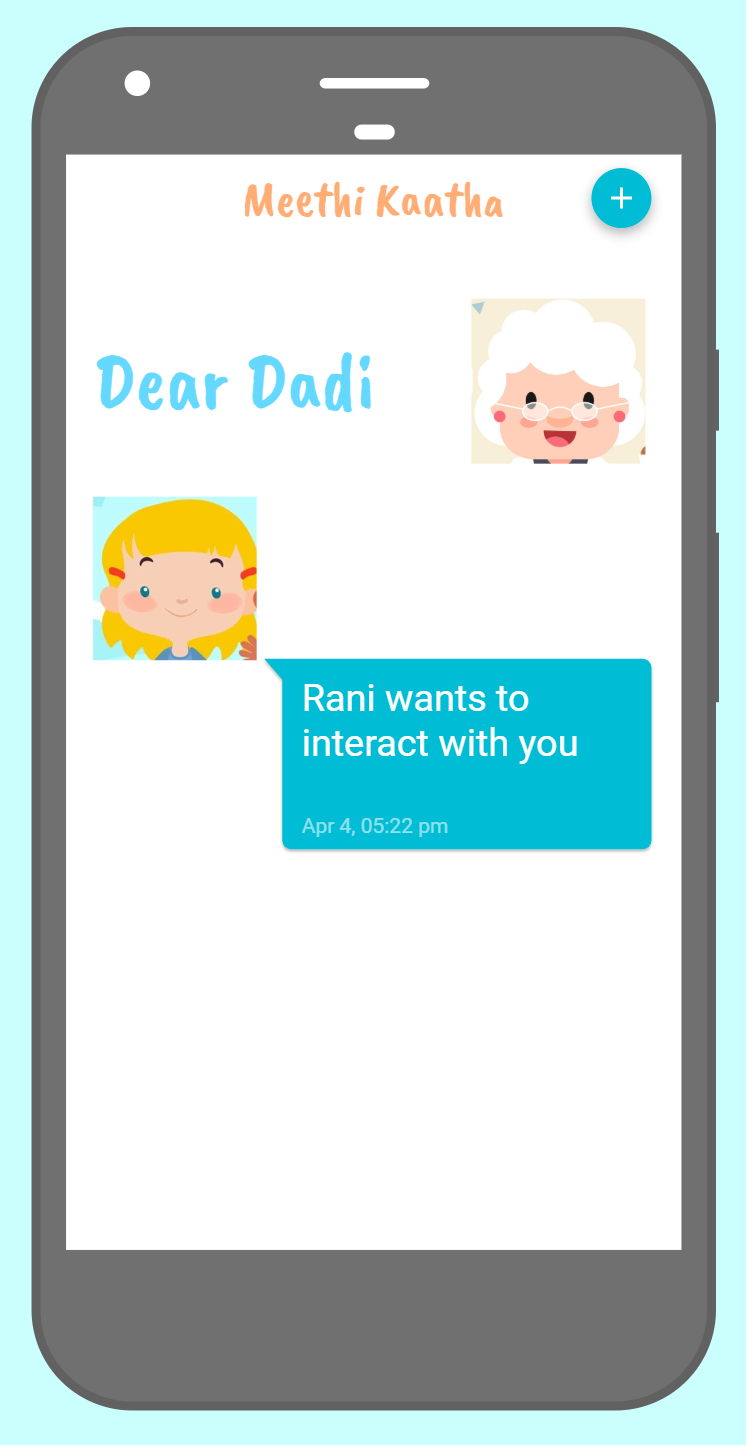 Meethi Kaatha
Dear Dadi
Rani wants to
interact with you
Apr 4, 05:22 pm